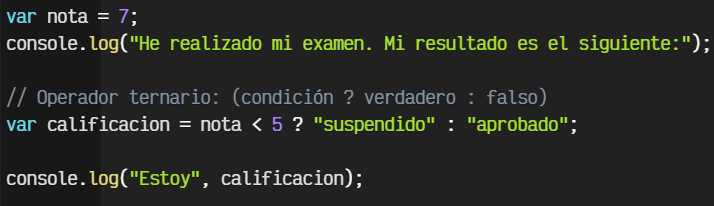 var nota = 7;
console.log("He realizado mi examen. Mi resultado es el siguiente:");
// Operador ternario: (condición ? verdadero : falso)
var calificacion = nota < 5 ? "suspendido" : "aprobado";
console.log("Estoy", calificacion);